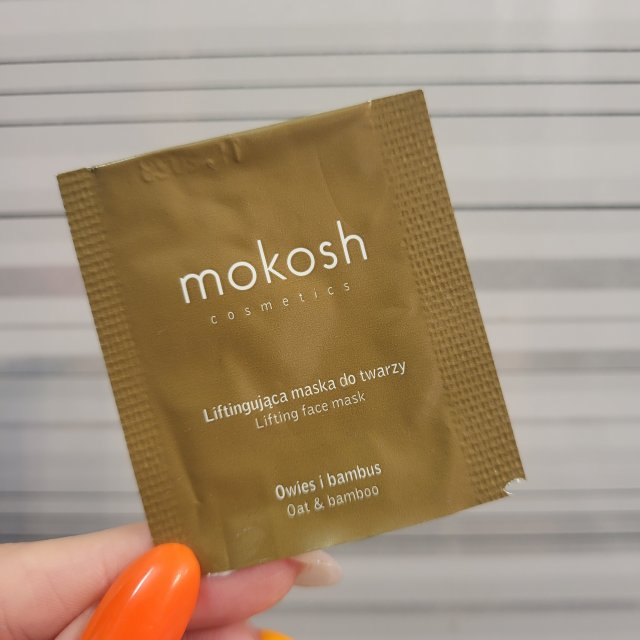 mokosh
cosmetics
Liftingująca maska do twarzy
Lifting face mask
Owies i bambus
Oat & bamboo